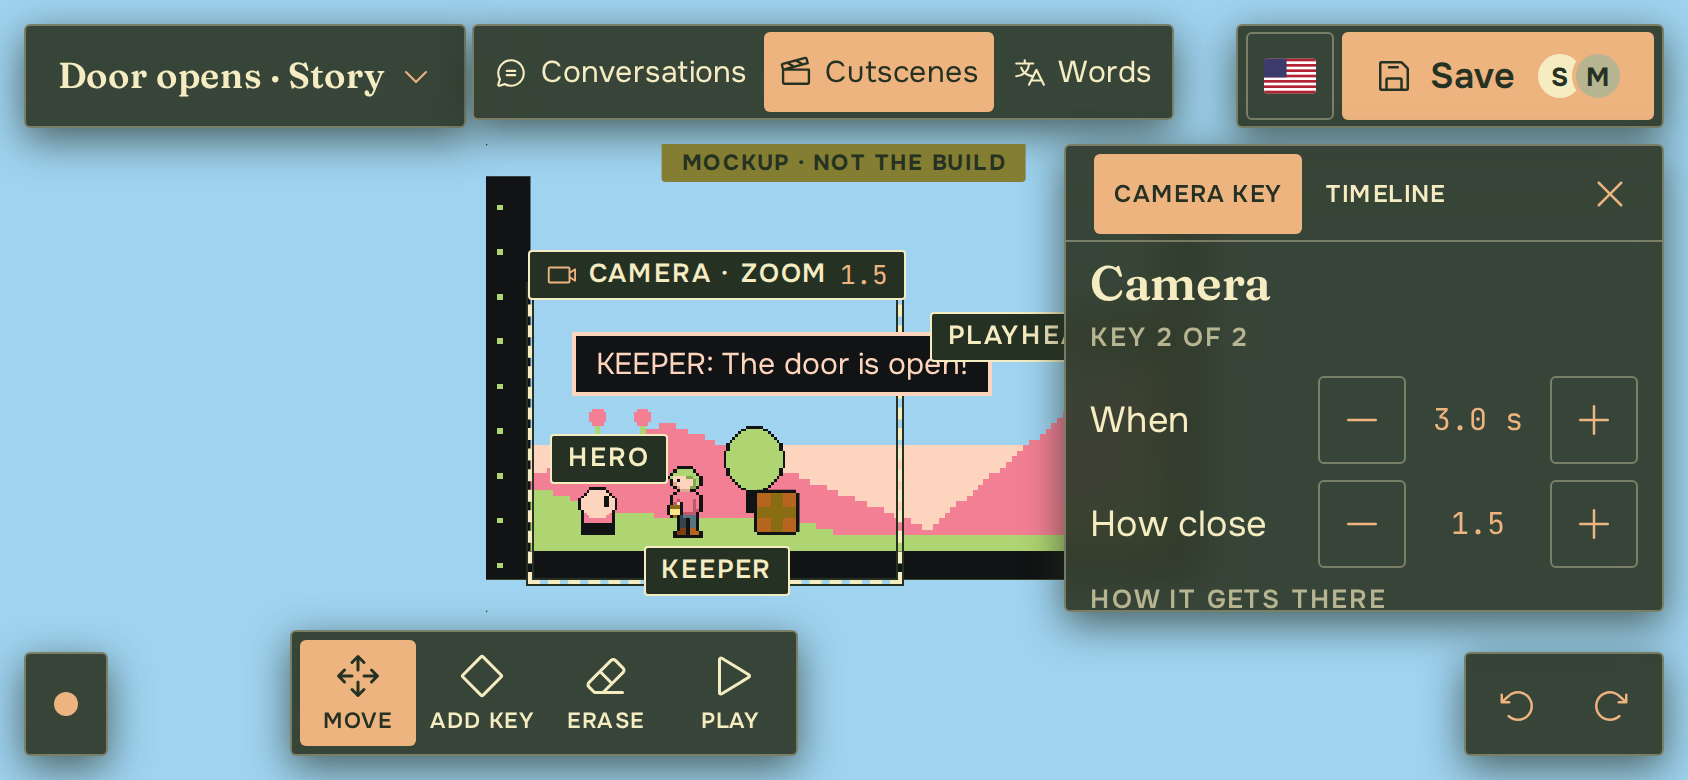 Door opens · Story
Conversations
Cutscenes
Words
Save
S
M
MOCKUP · NOT THE BUILD
CAMERA KEY
TIMELINE
CAMERA · ZOOM 1.5
Camera
KEY 2 OF 2
PLAYHEA
KEEPER: The door is open!
When
3.0 s
HERO
How close
1.5
KEEPER
HOW IT GETS THERE
MOVE
ADD KEY
ERASE
PLAY